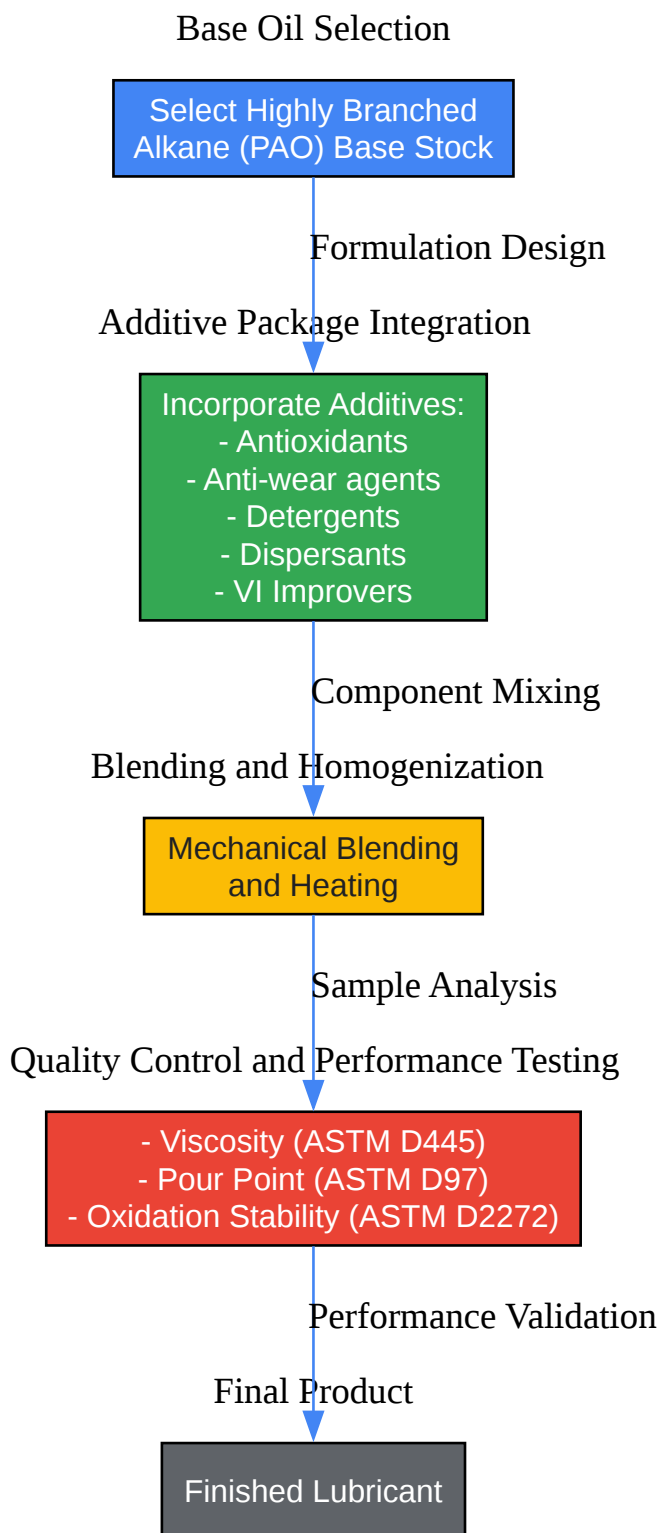 Base Oil Selection
Select Highly Branched
Alkane (PAO) Base Stock
Formulation Design
Additive Package Integration
Incorporate Additives:
- Antioxidants
- Anti-wear agents
- Detergents
- Dispersants
- VI Improvers
Component Mixing
Blending and Homogenization
Mechanical Blending
and Heating
Sample Analysis
Quality Control and Performance Testing
- Viscosity (ASTM D445)
- Pour Point (ASTM D97)
- Oxidation Stability (ASTM D2272)
Performance Validation
Final Product
Finished Lubricant